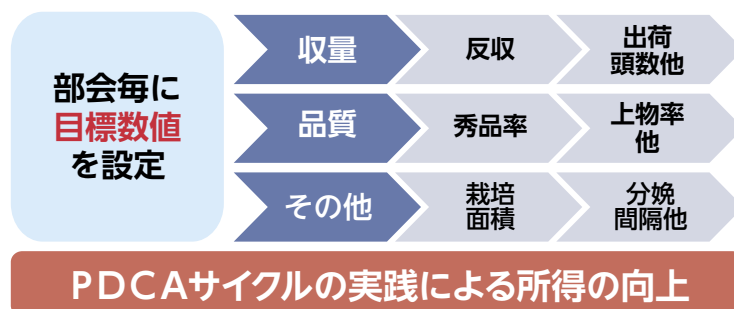 部会毎に
目標数値
を設定
収量
反収
出荷
頭数他
品質
秀品率
上物率
他
その他
栽培
面積
分娩
間隔他
PDCAサイクルの実践による所得の向上